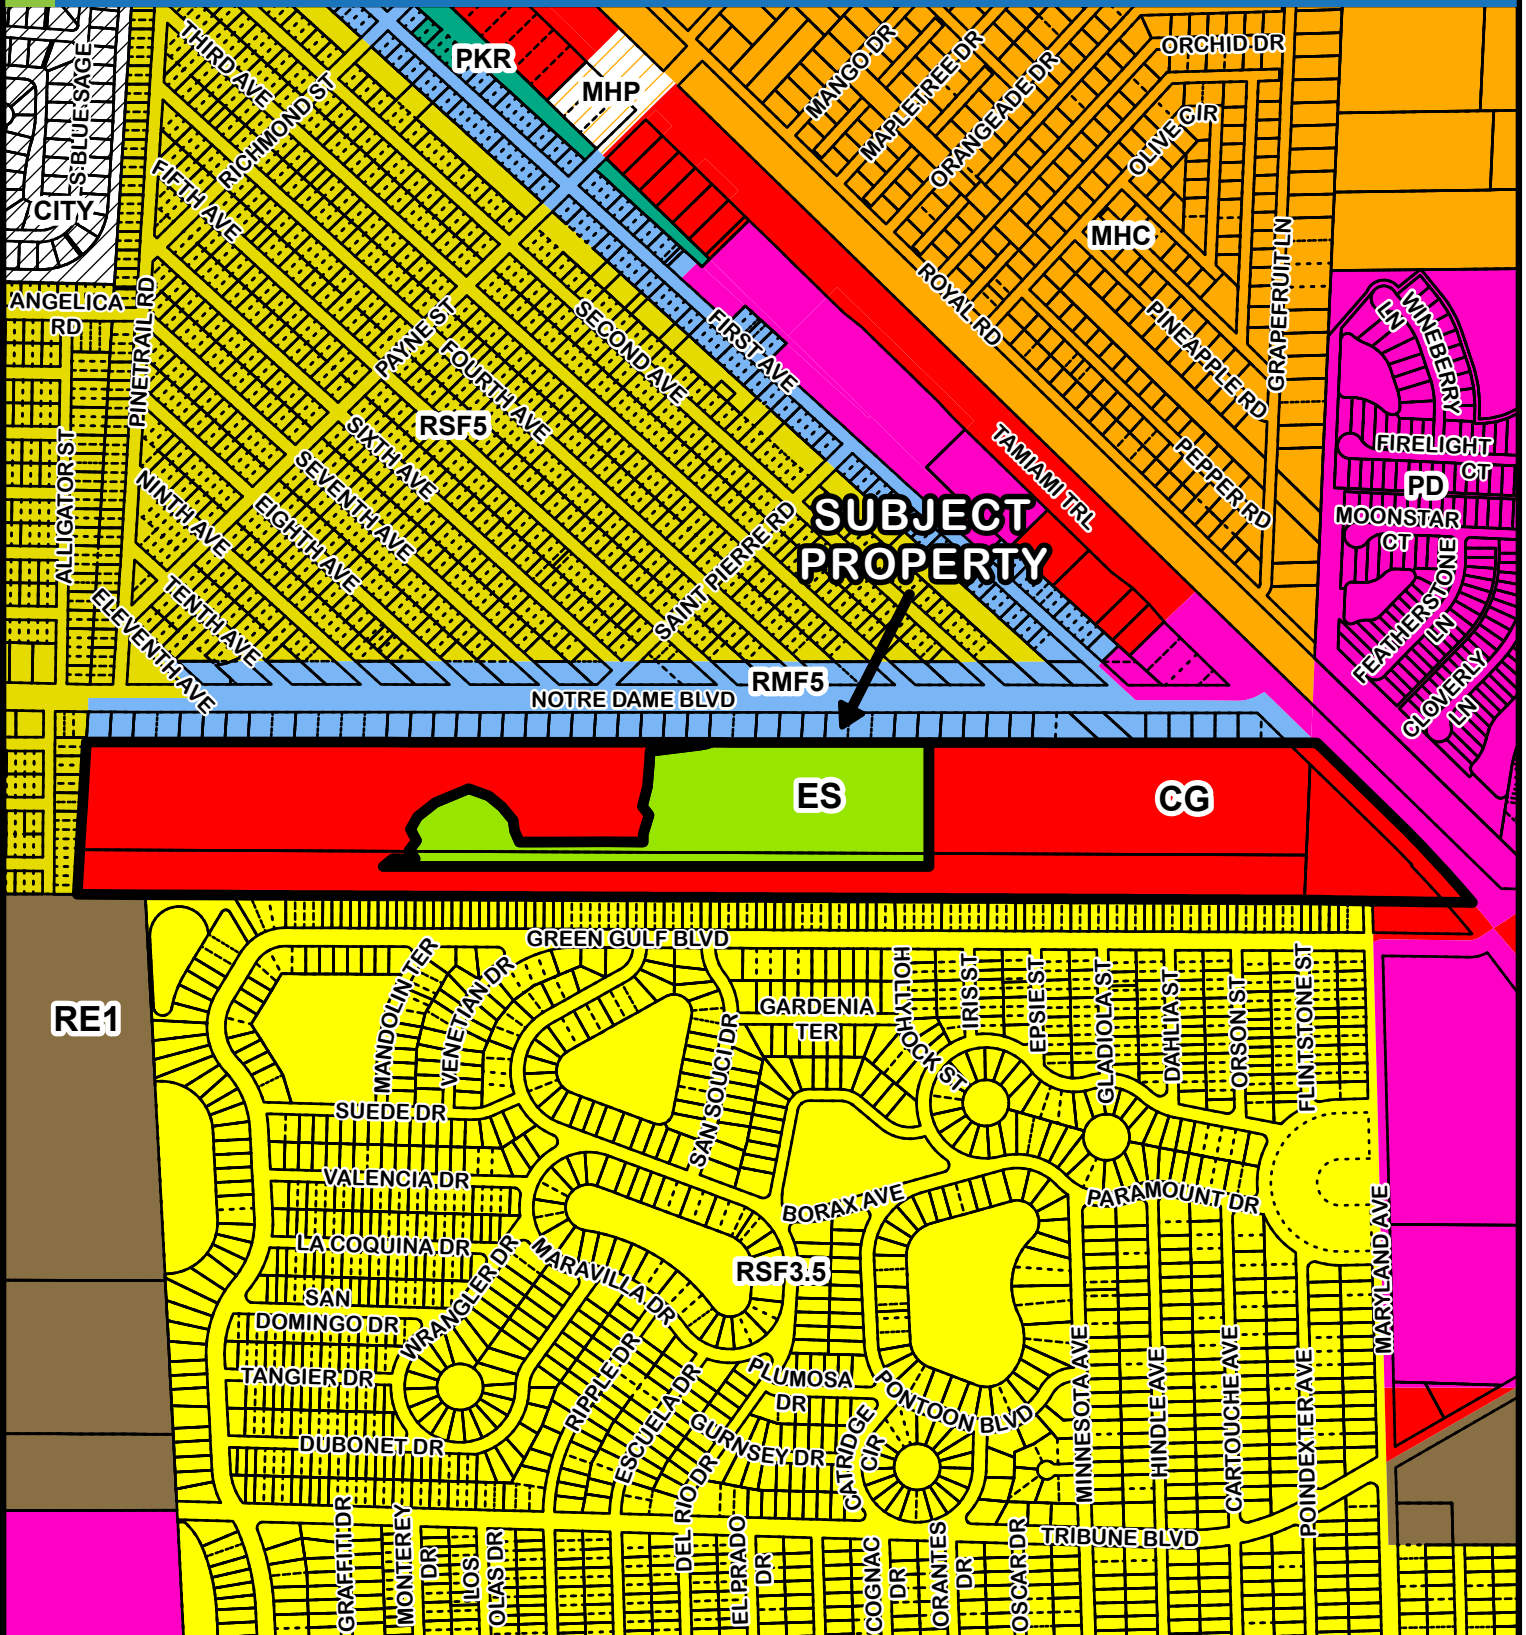 THIRD AVE
RICHMOND ST
S BLUE SAGE
CITY
FIFTH AVE
PKR
MHP
MANGO DR
MAPLETREE DR
ORANGEADE DR
ORCHID DR
OLIVE CIR
MHC
GRAPEFRUIT LN
ROYAL RD
PINEAPPLE RD
PEPPER RD
ANGELICA
RD
PINETRAIL RD
ALLIGATOR ST
PAYNE ST
SECOND AVE
FIRST AVE
FOURTH AVE
RSF5
SIXTH AVE
SEVENTH AVE
EIGHTH AVE
NINTH AVE
TENTH AVE
ELEVENTH AVE
SAINT PIERRE RD
TAMIAMI TRL
WINEBERRY
LN
FIRELIGHT
CT
PD
MOONSTAR
CT
FEATHERSTONE
LN
CLOVERLY
LN
SUBJECT
PROPERTY
RMF5
NOTRE DAME BLVD
ES
CG
RE1
GREEN GULF BLVD
MANDOLIN TER
VENETIAN DR
SAN SOUCI DR
GARDENIA
TER
HOLLYHOCK ST
IRIS ST
EPSIE ST
GLADIOLA ST
DAHLIA ST
ORSON ST
FLINTSTONE ST
SUEDE DR
VALENCIA DR
LA COQUINA DR
SAN
DOMINGO DR
TANGIER DR
DUBONET DR
WRANGLER DR
MARAVILLA DR
BORAX AVE
PARAMOUNT DR
RSF3.5
MARYLAND AVE
RIPPLE DR
ESCUELA DR
PLUMOSA
DR
GURNSEY DR
DEL RIO DR
CATRIDGE
CIR
PONTOON BLVD
MINNESOTA AVE
HINDLE AVE
CARTOUCHE AVE
POINDEXTER AVE
TRIBUNE BLVD
GRAFFITI DR
MONTEREY
DR
LOS
OLAS DR
EL PRADO
DR
COGNAC
DR
ORANTES
DR
OSCAR DR